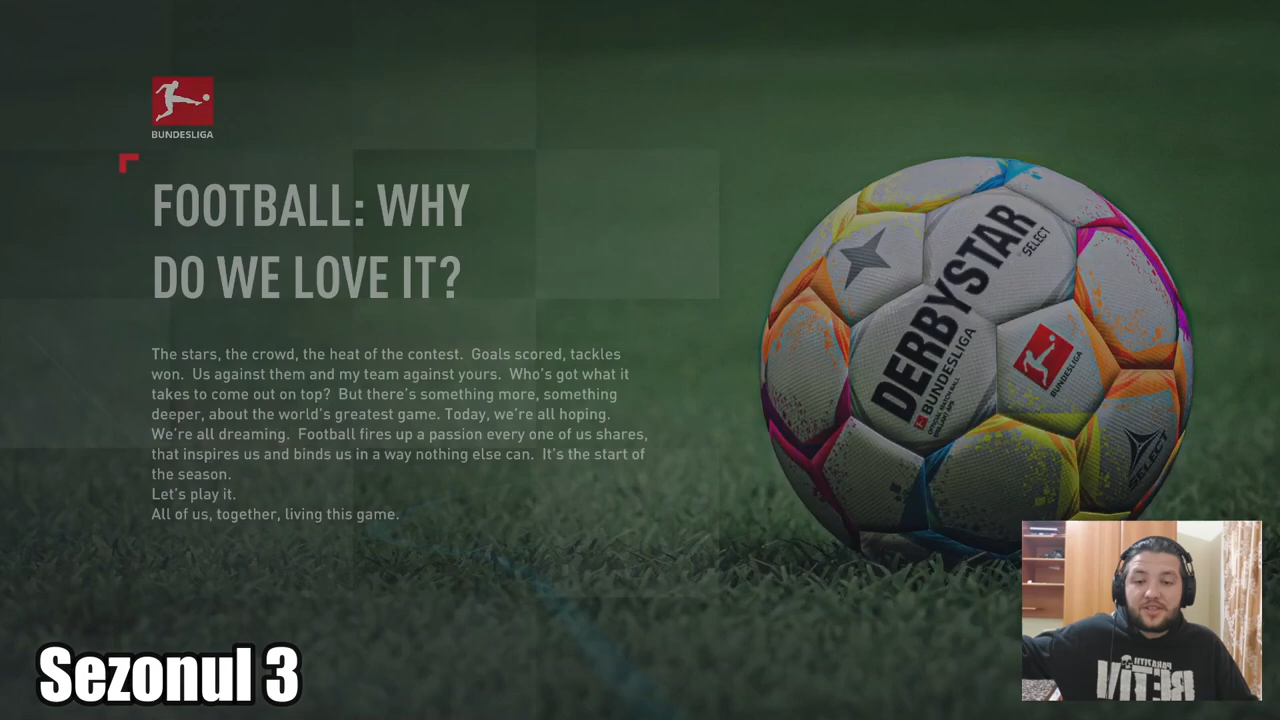 BUNDESLIGA
FOOTBALL: WHY
DO WE LOVE IT?
The stars, the crowd, the heat of the contest.  Goals scored, tackles
won.  Us against them and my team against yours.  Who's got what it
takes to come out on top?  But there's something more, something
deeper, about the world's greatest game. Today, we're all hoping.
We're all dreaming.  Football fires up a passion every one of us shares,
that inspires us and binds us in a way nothing else can.  It's the start of
the season.
Let's play it.
All of us, together, living this game.
DERBYSTAR
SELECT
BUNDESLIGA
BUNDESLIGA
SELECT
Sezonul 3